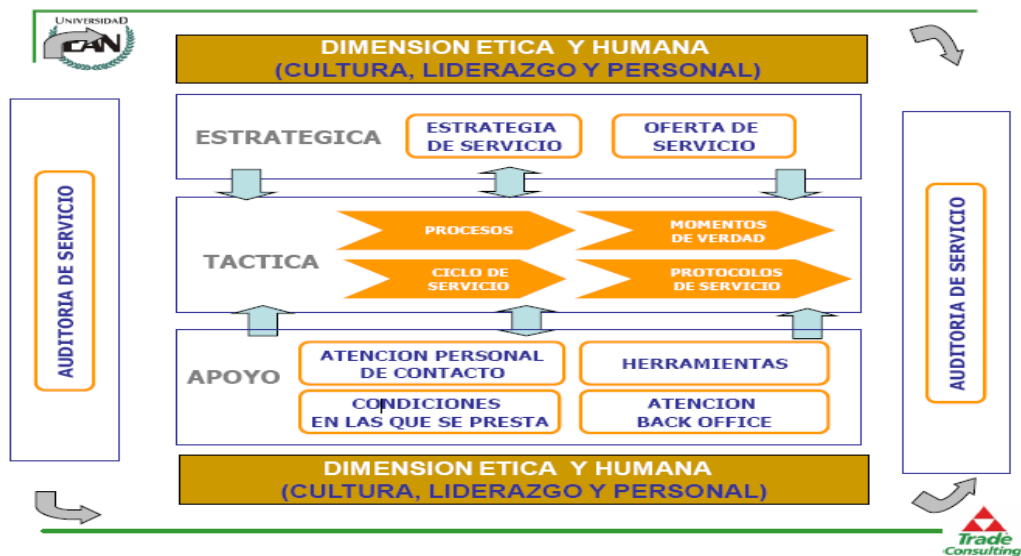 UNIVERSIDAD
CAN
DIMENSION ETICA Y HUMANA
(CULTURA, LIDERAZGO Y PERSONAL)
ESTRATEGICA
ESTRATEGIA
DE SERVICIO
OFERTA DE
SERVICIO
AUDITORIA DE SERVICIO
TACTICA
PROCESOS
MOMENTOS
DE VERDAD
CICLO DE
SERVICIO
PROTOCOLOS
DE SERVICIO
AUDITORIA DE SERVICIO
APOYO
ATENCION PERSONAL
DE CONTACTO
HERRAMIENTAS
CONDICIONES
EN LAS QUE SE PRESTA
ATENCION
BACK OFFICE
DIMENSION ETICA Y HUMANA
(CULTURA, LIDERAZGO Y PERSONAL)
Trade
Consulting